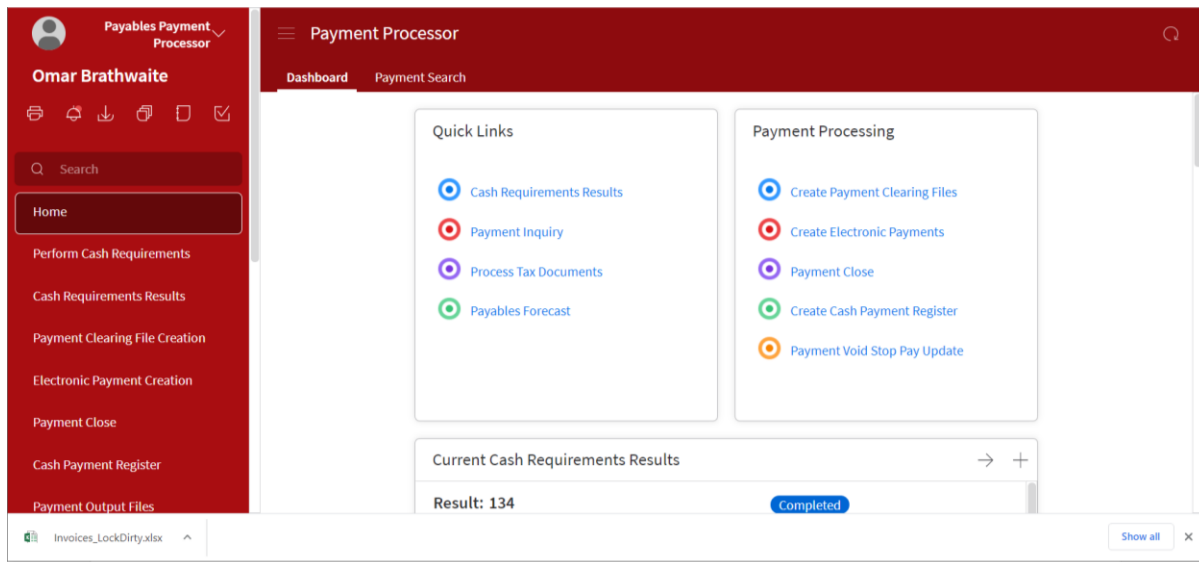 Payables Payment
Processor
Omar Brathwaite
Search
Home
Perform Cash Requirements
Cash Requirements Results
Payment Clearing File Creation
Electronic Payment Creation
Payment Close
Cash Payment Register
Payment Output Files
Payment Processor
Dashboard
Payment Search
Quick Links
Cash Requirements Results
Payment Inquiry
Process Tax Documents
Payables Forecast
Payment Processing
Create Payment Clearing Files
Create Electronic Payments
Payment Close
Create Cash Payment Register
Payment Void Stop Pay Update
Current Cash Requirements Results
Result: 134
Completed
Invoices_LockDirty.xlsx
Show all